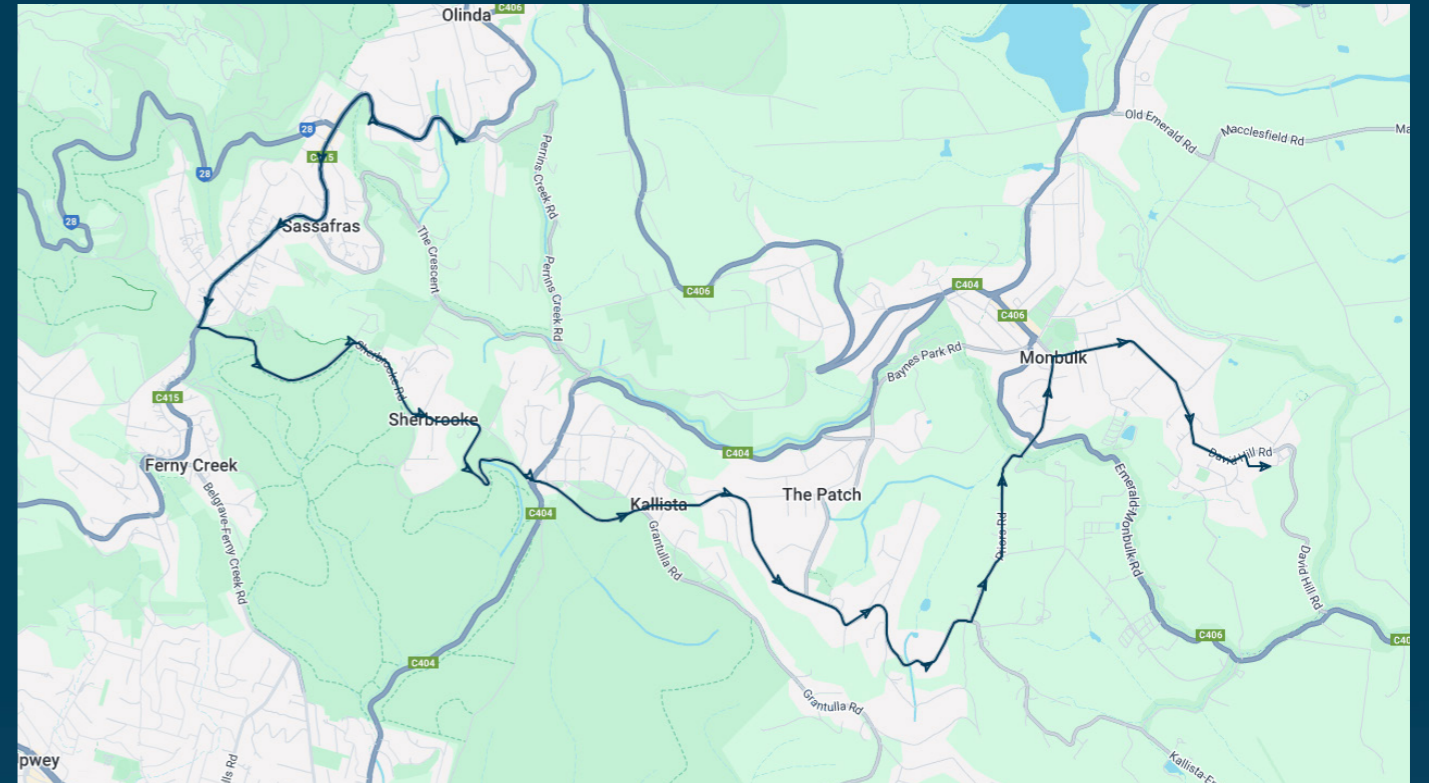 Olinda
C406
28
C415
28
28
Sassafras
Perrins Creek Rd
The Crescent
Perrins Creek Rd
Old Emerald Rd
Macclesfield Rd
C406
C404
C406
Monbulk
Baynes Park Rd
Sherbrooke Rd
Sherbrooke
C415
Ferny Creek
Belgrave-Ferny Creek Rd
C404
David Hill Rd
Emerald-Monbulk Rd
The Patch
Kallista
C404
Grantulla Rd
David Hill Rd
C406
C404
Grantulla Rd